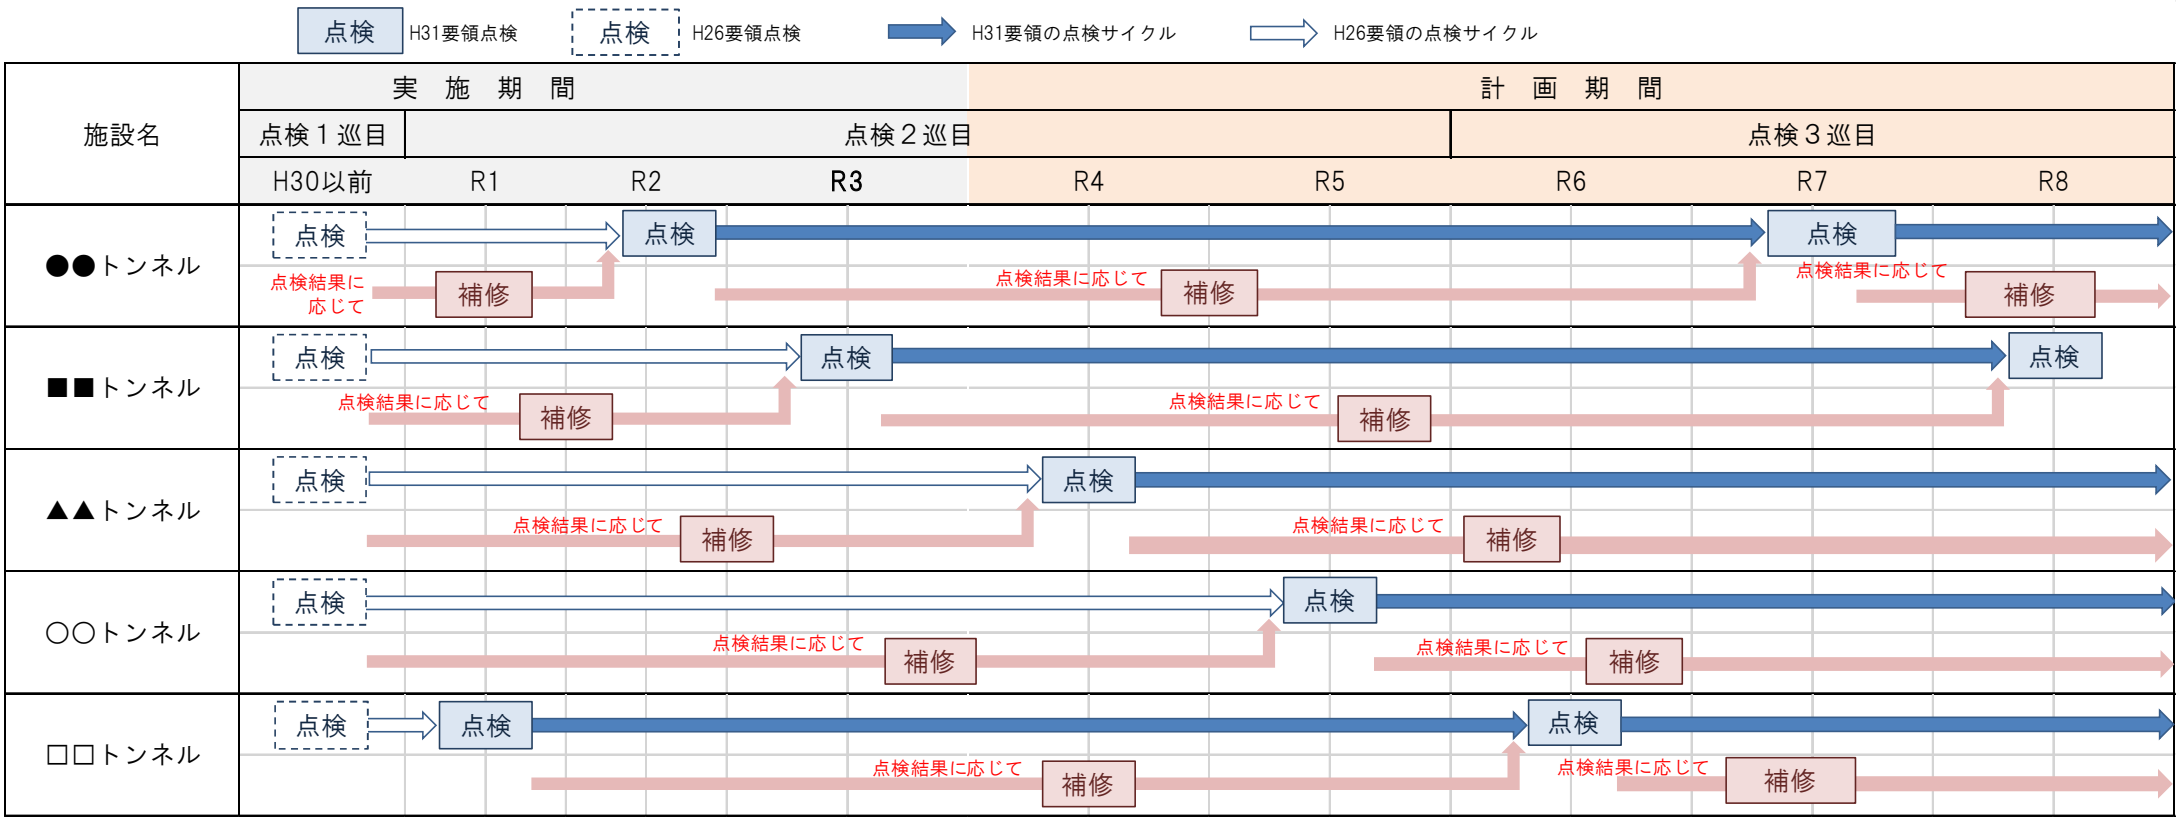 点検 H31要領点検 点検 H26要領点検 H31要領の点検サイクル H26要領の点検サイクル
施設名
実施期間 計画期間
点検1巡目 点検2巡目 点検3巡目
H30以前 R1 R2 R3 R4 R5 R6 R7 R8
●●トンネル
点検 点検 点検
点検結果に
応じて
補修 点検結果に応じて 補修 点検結果に応じて 補修
■■トンネル
点検 点検 点検
点検結果に応じて 補修 点検結果に応じて 補修
▲▲トンネル
点検 点検
点検結果に応じて 補修 点検結果に応じて 補修
○○トンネル
点検 点検
点検結果に応じて 補修 点検結果に応じて 補修
□□トンネル
点検 点検 点検
点検結果に応じて 補修 点検結果に応じて 補修